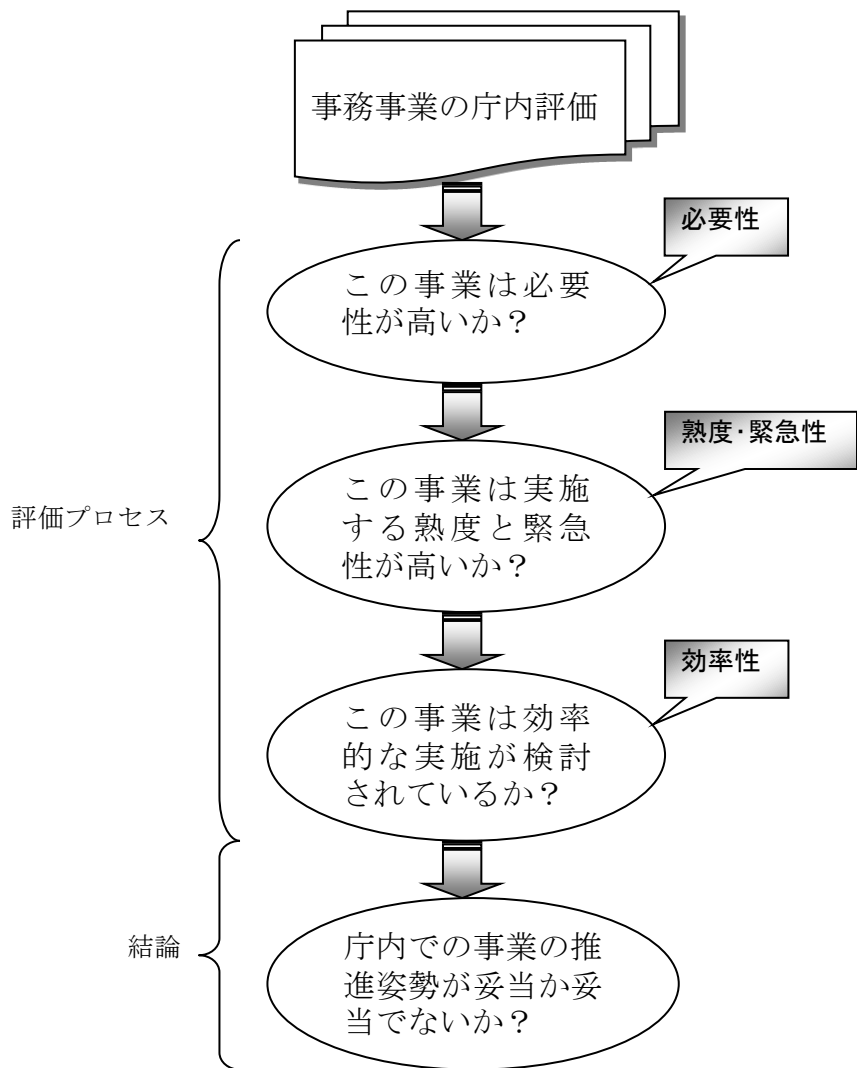 事務事業の庁内評価
必要性
この事業は必要
性が高いか？
熟度･緊急性
この事業は実施
する熟度と緊急
性が高いか？
評価プロセス
効率性
この事業は効率
的な実施が検討
されているか？
結論
庁内での事業の推
進姿勢が妥当か妥
当でないか？